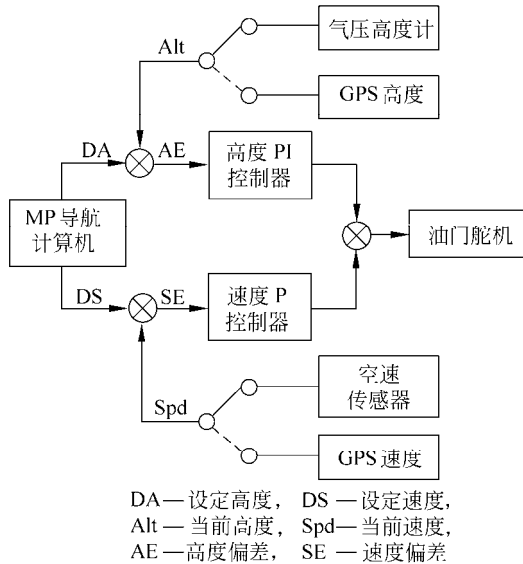 气压高度计
Alt
GPS 高度
DA
AE
高度 PI
控制器
MP 导航
计算机
油门舵机
DS
SE
速度 P
控制器
空速
传感器
Spd
GPS 速度
DA—设定高度， DS—设定速度，
Alt—当前高度， Spd—当前速度，
AE—高度偏差， SE—速度偏差